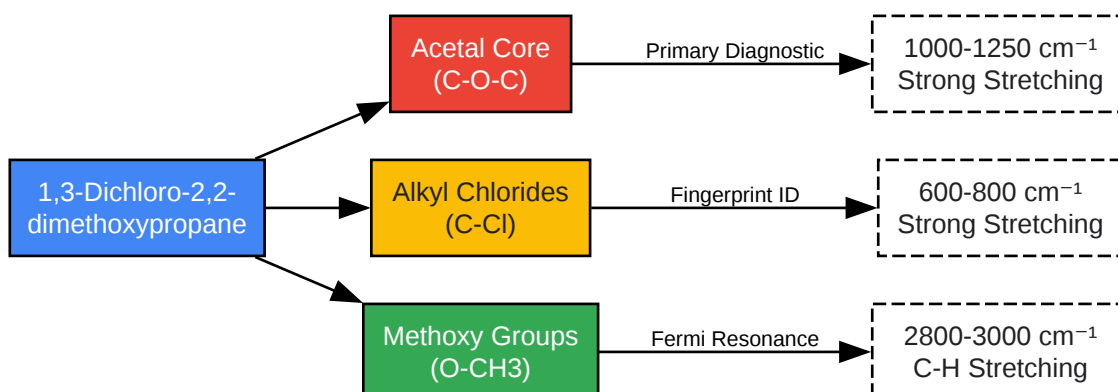 Acetal Core
(C-O-C)
Primary Diagnostic
1000-1250 cm⁻¹
Strong Stretching
1,3-Dichloro-2,2-
dimethoxypropane
Alkyl Chlorides
(C-Cl)
Fingerprint ID
600-800 cm⁻¹
Strong Stretching
Methoxy Groups
(O-CH3)
Fermi Resonance
2800-3000 cm⁻¹
C-H Stretching